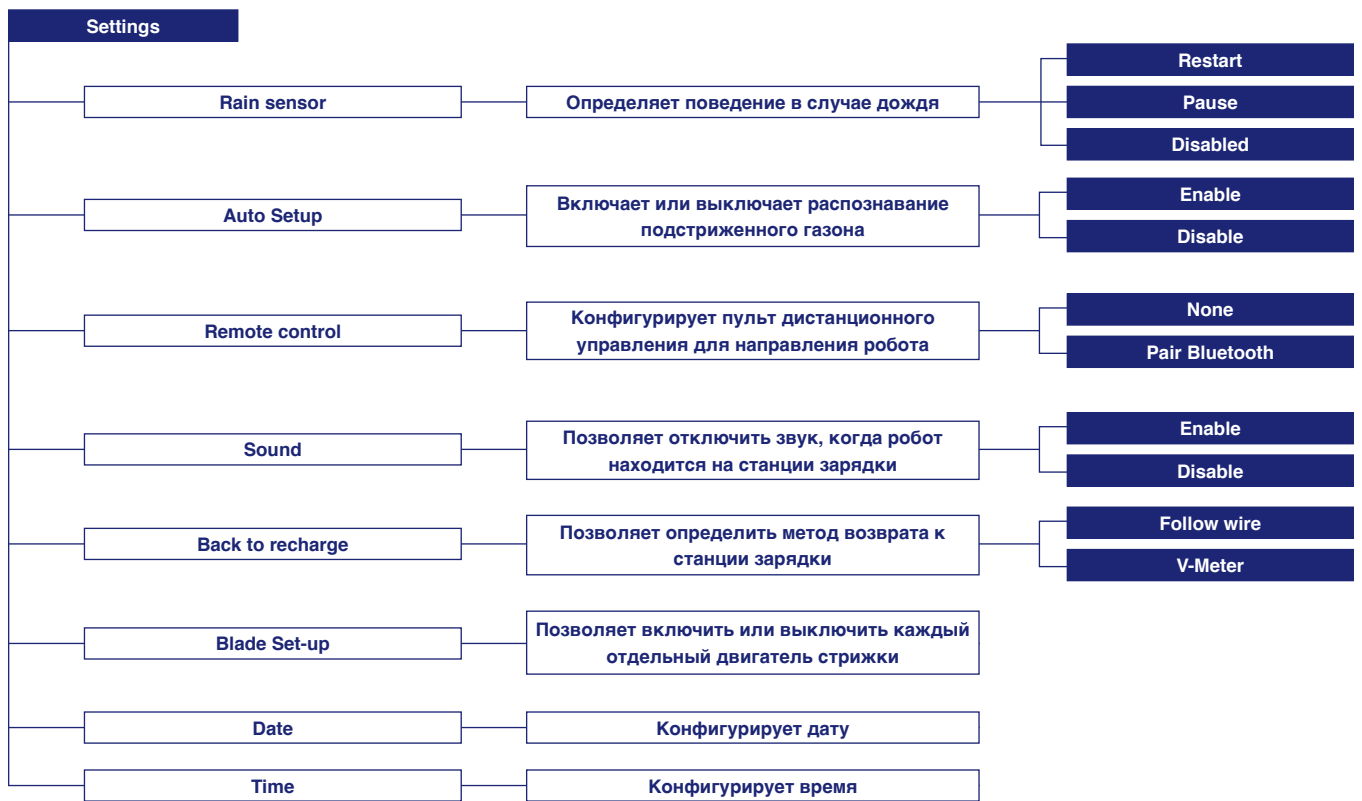 Settings
Rain sensor
Определяет поведение в случае дождя
Restart
Pause
Disabled
Auto Setup
Включает или выключает распознавание
подстриженного газона
Enable
Disable
Remote control
Конфигурирует пульт дистанционного
управления для направления робота
None
Pair Bluetooth
Sound
Позволяет отключить звук, когда робот
находится на станции зарядки
Enable
Disable
Back to recharge
Позволяет определить метод возврата к
станции зарядки
Follow wire
V-Meter
Blade Set-up
Позволяет включить или выключить каждый
отдельный двигатель стрижки
Date
Конфигурирует дату
Time
Конфигурирует время